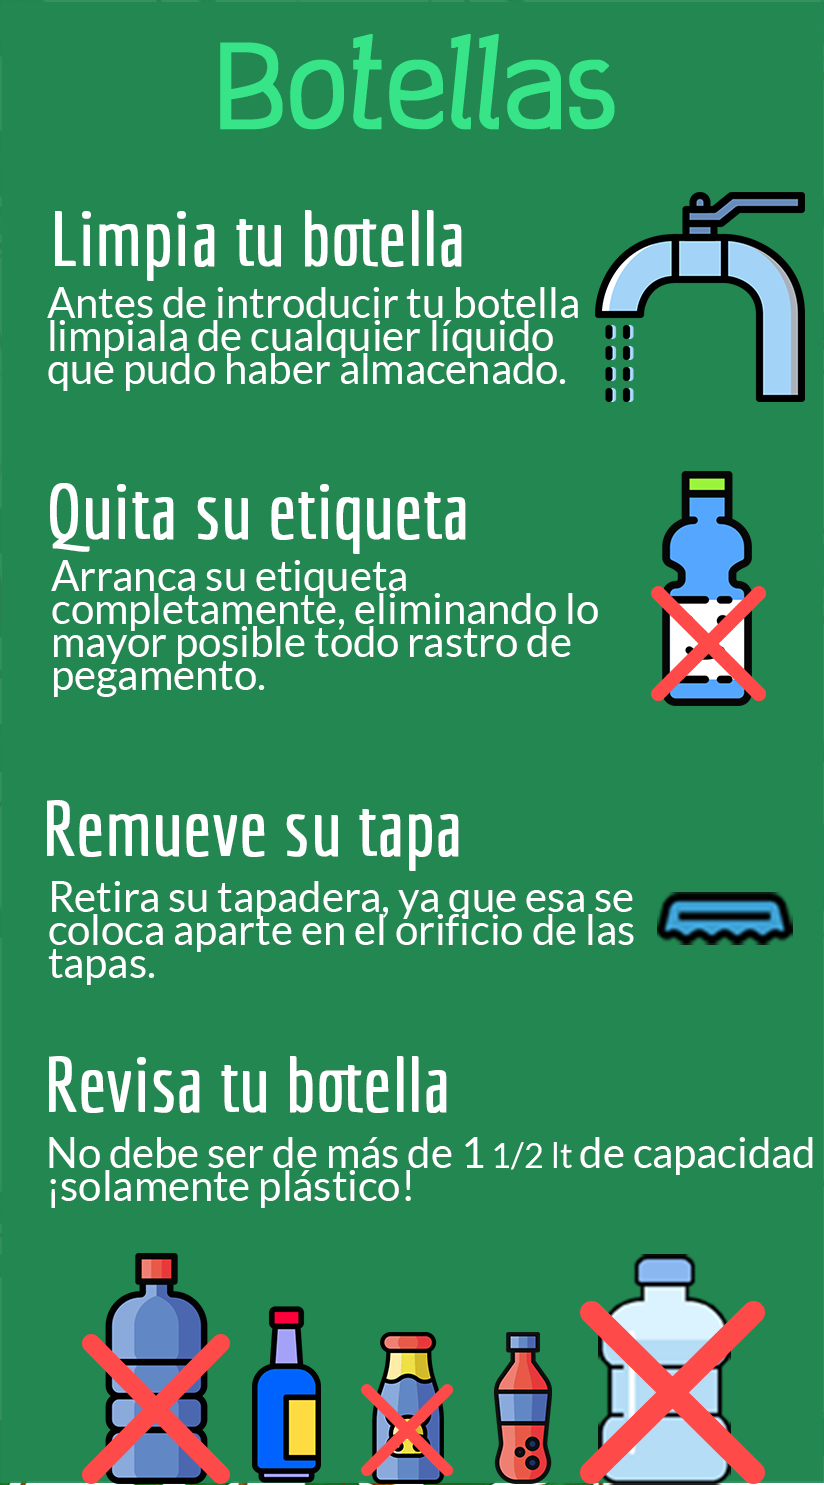 Botellas
Limpia tu botella
Antes de introducir tu botella
limpiala de cualquier líquido
que pudo haber almacenado.
Quita su etiqueta
Arranca su etiqueta
completamente, eliminando lo
mayor posible todo rastro de
pegamento.
Remueve su tapa
Retira su tapadera, ya que esa se
coloca aparte en el orificio de las
tapas.
Revisa tu botella
No debe ser de más de 1 1/2 lt de capacidad
¡solamente plástico!